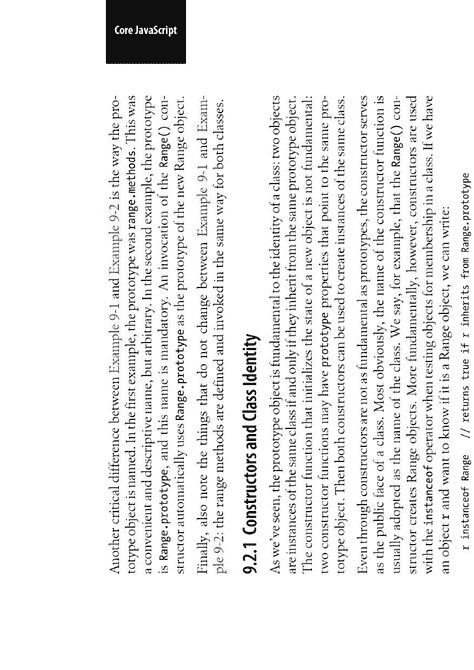 Core JavaScript
Another critical difference between Example 9-1 and Example 9-2 is the way the pro-
totype object is named. In the first example, the prototype was range.methods. This was
a convenient and descriptive name, but arbitrary. In the second example, the prototype
is Range.prototype, and this name is mandatory. An invocation of the Range() con-
structor automatically uses Range.prototype as the prototype of the new Range object.
Finally, also note the things that do not change between Example 9-1 and Exam-
ple 9-2: the range methods are defined and invoked in the same way for both classes.
9.2.1 Constructors and Class Identity
As we've seen, the prototype object is fundamental to the identity of a class: two objects
are instances of the same class if and only if they inherit from the same prototype object.
The constructor function that initializes the state of a new object is not fundamental:
two constructor functions may have prototype properties that point to the same pro-
totype object. Then both constructors can be used to create instances of the same class.
Even through constructors are not as fundamental as prototypes, the constructor serves
as the public face of a class. Most obviously, the name of the constructor function is
usually adopted as the name of the class. We say, for example, that the Range() con-
structor creates Range objects. More fundamentally, however, constructors are used
with the instanceof operator when testing objects for membership in a class. If we have
an object r and want to know if it is a Range object, we can write:
r instanceof Range // returns true if r inherits from Range.prototype